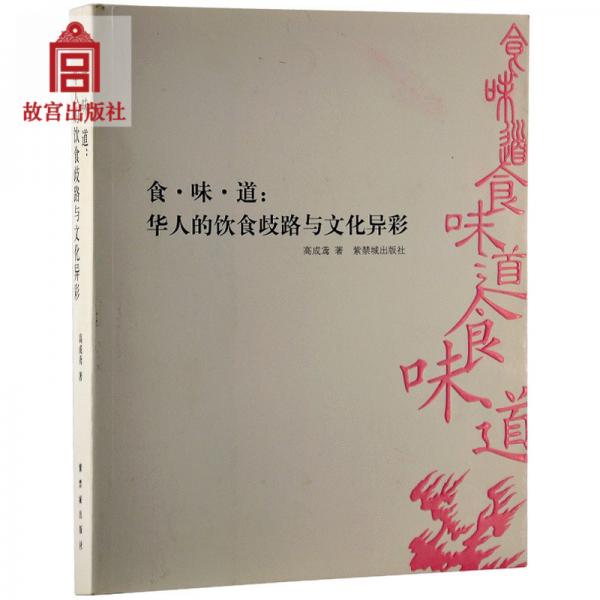 故宫出版社
食·味·道：
华人的饮食歧路与文化异彩
高成鸢 著 紫禁城出版社
食味道食味道食味道
道：
人的饮食歧路与文化异彩
高成鸢 著
紫禁城出版社